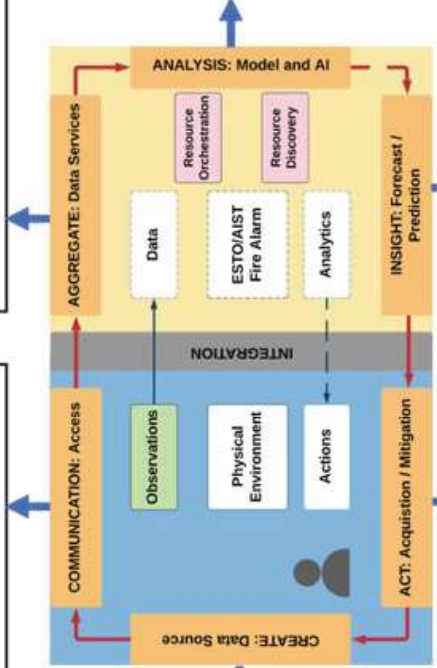 COMMUNICATION: Access
AGGREGATE: Data Services
CREATE: Data Source
Observations
Physical
Environment
Actions
INTEGRATION
Data
ESTO/AIST
Fire Alarm
Analytics
Resource
Orchestration
Resource
Discovery
ANALYSIS: Model and AI
ACT: Acquistion / Mitigation
INSIGHT: Forecast /
Prediction